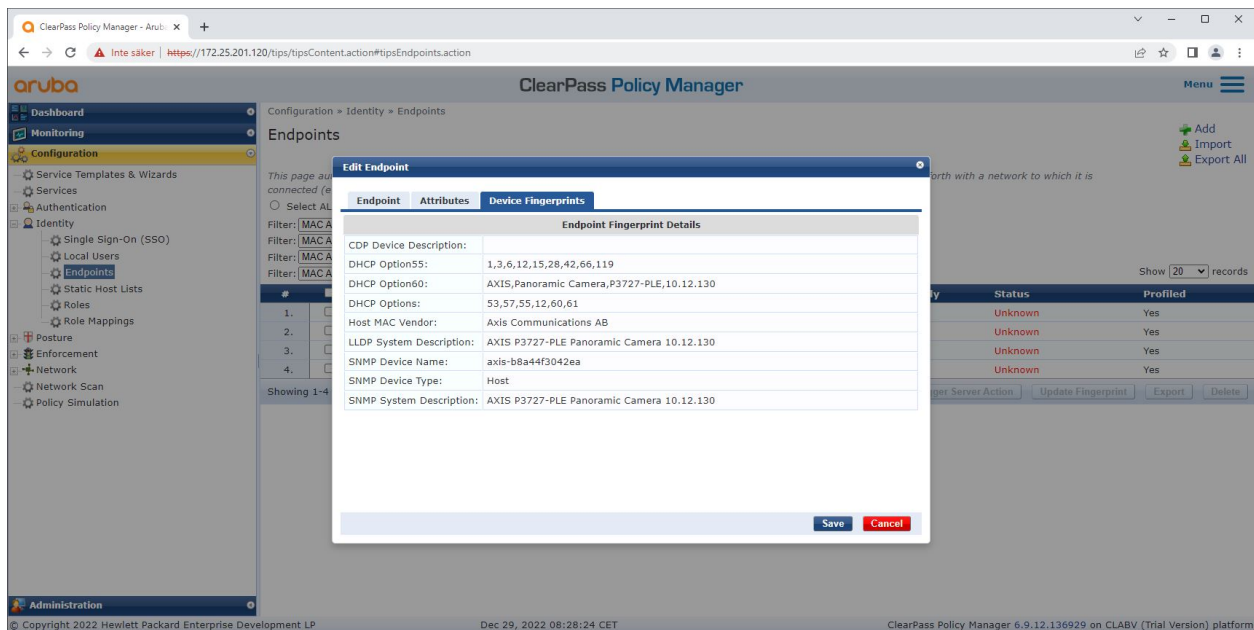 ClearPass Policy Manager - Arub
Inte säker | https://172.25.201.120/tips/tipsContent.action#tipsEndpoints.action
aruba
ClearPass Policy Manager
Menu
Dashboard
Monitoring
Configuration
Service Templates & Wizards
Services
Authentication
Identity
Single Sign-On (SSO)
Local Users
Endpoints
Static Host Lists
Roles
Role Mappings
Posture
Enforcement
Network
Network Scan
Policy Simulation
Administration
Configuration » Identity » Endpoints
Endpoints
Add
Import
Export All
This page au
orth with a network to which it is
connected (e
Select AL
Filter: MAC A
Filter: MAC A
Filter: MAC A
Filter: MAC A
Show 20 records
# Status Profiled
1. Unknown Yes
2. Unknown Yes
3. Unknown Yes
4. Unknown Yes
Showing 1-4
ger Server Action Update Fingerprint Export Delete
Edit Endpoint
Endpoint Attributes Device Fingerprints
Endpoint Fingerprint Details
CDP Device Description:
DHCP Option55: 1,3,6,12,15,28,42,66,119
DHCP Option60: AXIS,Panoramic Camera,P3727-PLE,10.12.130
DHCP Options: 53,57,55,12,60,61
Host MAC Vendor: Axis Communications AB
LLDP System Description: AXIS P3727-PLE Panoramic Camera 10.12.130
SNMP Device Name: axis-b8a44f3042ea
SNMP Device Type: Host
SNMP System Description: AXIS P3727-PLE Panoramic Camera 10.12.130
Save Cancel
© Copyright 2022 Hewlett Packard Enterprise Development LP
Dec 29, 2022 08:28:24 CET
ClearPass Policy Manager 6.9.12.136929 on CLABV (Trial Version) platform